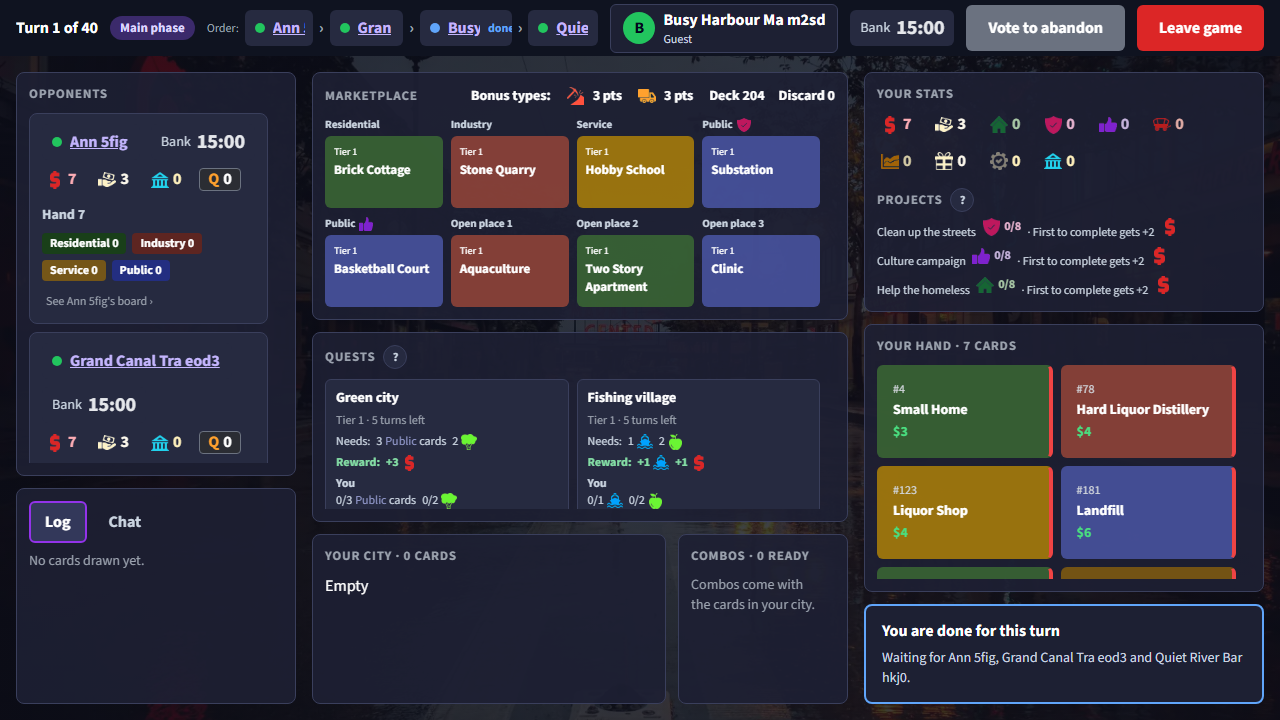 Turn 1 of 40 Main phase Order: Ann 5 › Gran › Busy done › Quie B Busy Harbour Ma m2sd Guest Bank 15:00 Vote to abandon Leave game
OPPONENTS
Ann 5fig Bank 15:00
$ 7 3 0 Q 0
Hand 7
Residential 0 Industry 0
Service 0 Public 0
See Ann 5fig's board ›
Grand Canal Tra eod3
Bank 15:00
$ 7 3 0 Q 0
Log Chat
No cards drawn yet.
MARKETPLACE Bonus types: 3 pts 3 pts Deck 204 Discard 0
Residential Industry Service Public
Tier 1 Tier 1 Tier 1 Tier 1
Brick Cottage Stone Quarry Hobby School Substation
Public Open place 1 Open place 2 Open place 3
Tier 1 Tier 1 Tier 1 Tier 1
Basketball Court Aquaculture Two Story Apartment Clinic
QUESTS ?
Green city
Tier 1 · 5 turns left
Needs: 3 Public cards 2
Reward: +3 $
You
0/3 Public cards 0/2
Fishing village
Tier 1 · 5 turns left
Needs: 1 2
Reward: +1 +1 $
You
0/1 0/2
YOUR CITY · 0 CARDS
Empty
COMBOS · 0 READY
Combos come with
the cards in your city.
YOUR STATS
$ 7 3 0 0 0 0
0 0 0 0
PROJECTS ?
Clean up the streets 0/8 · First to complete gets +2 $
Culture campaign 0/8 · First to complete gets +2 $
Help the homeless 0/8 · First to complete gets +2 $
YOUR HAND · 7 CARDS
#4
Small Home
$3
#78
Hard Liquor Distillery
$4
#123
Liquor Shop
$4
#181
Landfill
$6
You are done for this turn
Waiting for Ann 5fig, Grand Canal Tra eod3 and Quiet River Bar
hkj0.